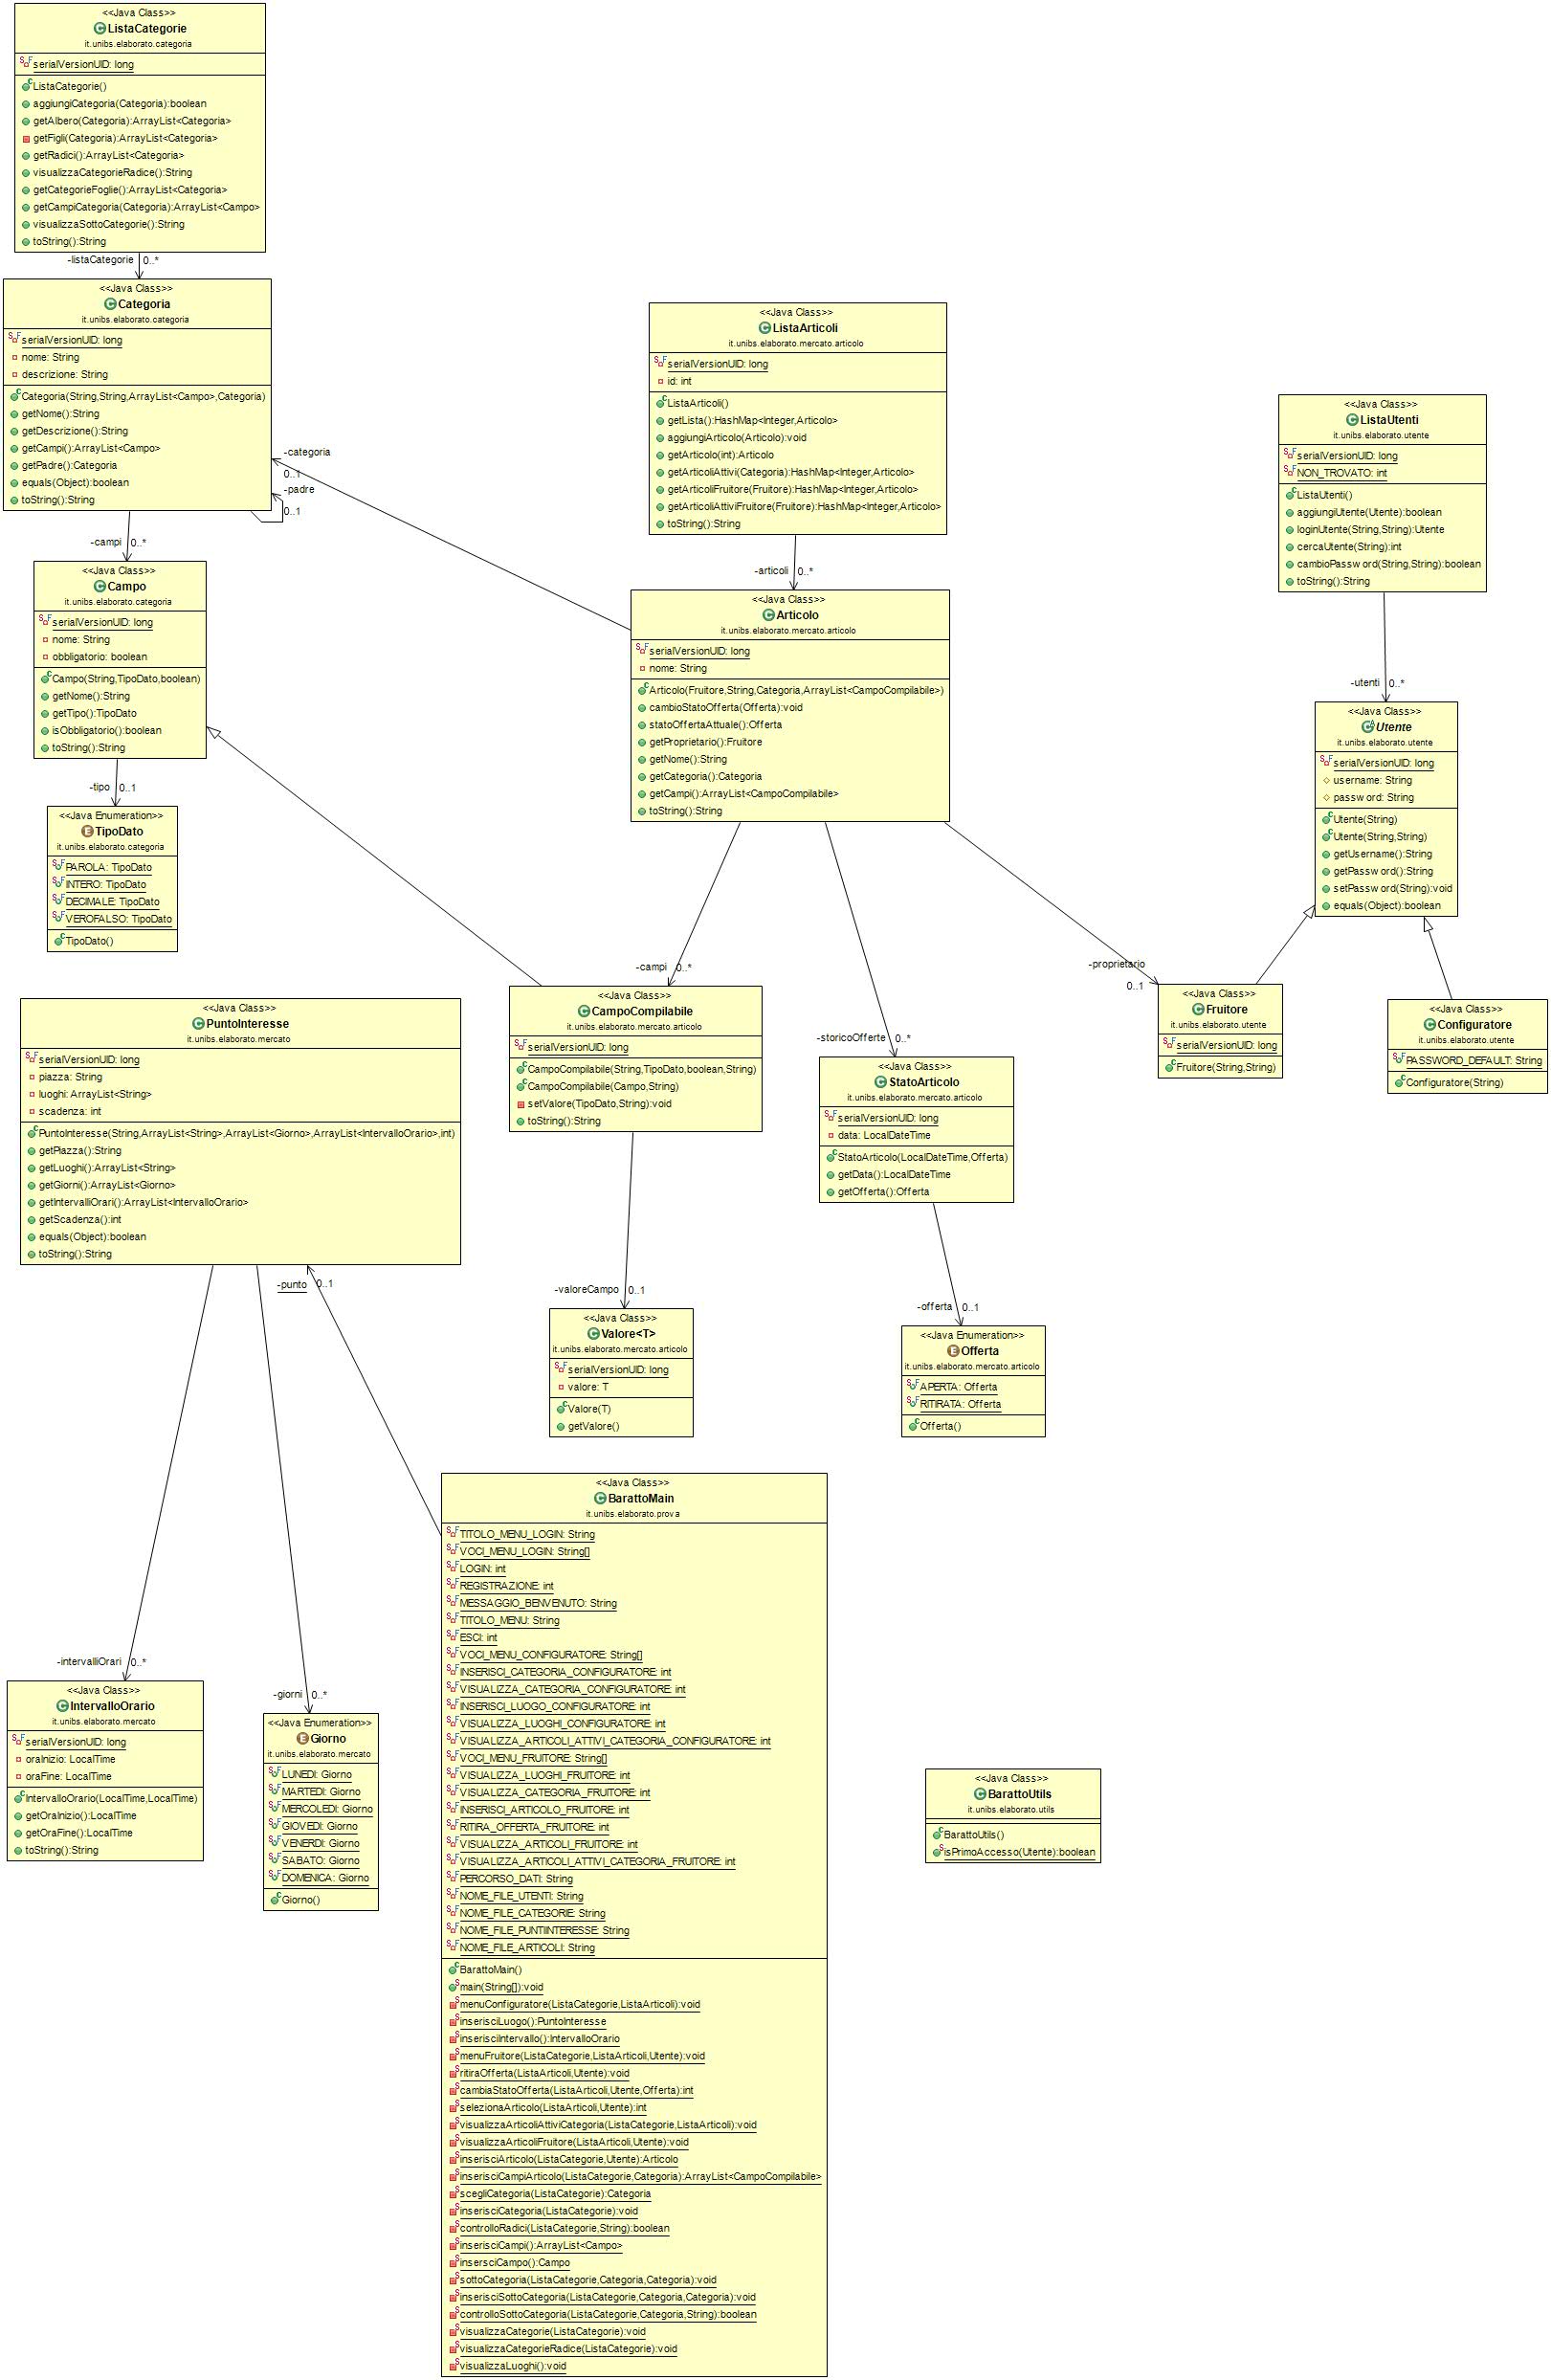 <<Java Class>>
ListaCategorie
it.unibs.elaborato.categoria
serialVersionUID: long
ListaCategorie()
aggiungiCategoria(Categoria):boolean
getAlbero(Categoria):ArrayList<Categoria>
getFigli(Categoria):ArrayList<Categoria>
getRadici():ArrayList<Categoria>
visualizzaCategorieRadice():String
getCategorieFoglie():ArrayList<Categoria>
getCampiCategoria(Categoria):ArrayList<Campo>
visualizzaSottoCategorie():String
toString():String
-listaCategorie 0..*
<<Java Class>>
Categoria
it.unibs.elaborato.categoria
serialVersionUID: long
nome: String
descrizione: String
Categoria(String,String,ArrayList<Campo>,Categoria)
getNome():String
getDescrizione():String
getCampi():ArrayList<Campo>
getPadre():Categoria
equals(Object):boolean
toString():String
-categoria
0..1
-padre
0..1
-campi 0..*
<<Java Class>>
Campo
it.unibs.elaborato.categoria
serialVersionUID: long
nome: String
obbligatorio: boolean
Campo(String,TipoDato,boolean)
getNome():String
getTipo():TipoDato
isObbligatorio():boolean
toString():String
-tipo 0..1
<<Java Enumeration>>
TipoDato
it.unibs.elaborato.categoria
PAROLA: TipoDato
INTERO: TipoDato
DECIMALE: TipoDato
VEROFALSO: TipoDato
TipoDato()
<<Java Class>>
ListaArticoli
it.unibs.elaborato.mercato.articolo
serialVersionUID: long
id: int
ListaArticoli()
getLista():HashMap<Integer,Articolo>
aggiungiArticolo(Articolo):void
getArticolo(int):Articolo
getArticoliAttivi(Categoria):HashMap<Integer,Articolo>
getArticoliFruitore(Fruitore):HashMap<Integer,Articolo>
getArticoliAttiviFruitore(Fruitore):HashMap<Integer,Articolo>
toString():String
-articoli 0..*
<<Java Class>>
Articolo
it.unibs.elaborato.mercato.articolo
serialVersionUID: long
nome: String
Articolo(Fruitore,String,Categoria,ArrayList<CampoCompilabile>)
cambioStatoOfferta(Offerta):void
statoOffertaAttuale():Offerta
getProprietario():Fruitore
getNome():String
getCategoria():Categoria
getCampi():ArrayList<CampoCompilabile>
toString():String
<<Java Class>>
ListaUtenti
it.unibs.elaborato.utente
serialVersionUID: long
NON_TROVATO: int
ListaUtenti()
aggiungiUtente(Utente):boolean
loginUtente(String,String):Utente
cercaUtente(String):int
cambioPassword(String,String):boolean
toString():String
-utenti 0..*
<<Java Class>>
Utente
it.unibs.elaborato.utente
serialVersionUID: long
username: String
password: String
Utente(String)
Utente(String,String)
getUsername():String
getPassword():String
setPassword(String):void
equals(Object):boolean
-campi 0..*
-storicoOfferte 0..*
-proprietario
0..1
<<Java Class>>
Fruitore
it.unibs.elaborato.utente
serialVersionUID: long
Fruitore(String,String)
<<Java Class>>
Configuratore
it.unibs.elaborato.utente
PASSWORD_DEFAULT: String
Configuratore(String)
<<Java Class>>
PuntoInteresse
it.unibs.elaborato.mercato
serialVersionUID: long
piazza: String
luoghi: ArrayList<String>
scadenza: int
PuntoInteresse(String,ArrayList<String>,ArrayList<Giorno>,ArrayList<IntervalloOrario>,int)
getPiazza():String
getLuoghi():ArrayList<String>
getGiorni():ArrayList<Giorno>
getIntervalliOrari():ArrayList<IntervalloOrario>
getScadenza():int
equals(Object):boolean
toString():String
-punto 0..1
<<Java Class>>
CampoCompilabile
it.unibs.elaborato.mercato.articolo
serialVersionUID: long
CampoCompilabile(String,TipoDato,boolean,String)
CampoCompilabile(Campo,String)
setValore(TipoDato,String):void
toString():String
-valoreCampo 0..1
<<Java Class>>
Valore<T>
it.unibs.elaborato.mercato.articolo
serialVersionUID: long
valore: T
Valore(T)
getValore()
<<Java Class>>
StatoArticolo
it.unibs.elaborato.mercato.articolo
serialVersionUID: long
data: LocalDateTime
StatoArticolo(LocalDateTime,Offerta)
getData():LocalDateTime
getOfferta():Offerta
-offerta 0..1
<<Java Enumeration>>
Offerta
it.unibs.elaborato.mercato.articolo
APERTA: Offerta
RITIRATA: Offerta
Offerta()
-intervalliOrari 0..*
<<Java Class>>
IntervalloOrario
it.unibs.elaborato.mercato
serialVersionUID: long
oraInizio: LocalTime
oraFine: LocalTime
IntervalloOrario(LocalTime,LocalTime)
getOraInizio():LocalTime
getOraFine():LocalTime
toString():String
-giorni 0..*
<<Java Enumeration>>
Giorno
it.unibs.elaborato.mercato
LUNEDI: Giorno
MARTEDI: Giorno
MERCOLEDI: Giorno
GIOVEDI: Giorno
VENERDI: Giorno
SABATO: Giorno
DOMENICA: Giorno
Giorno()
<<Java Class>>
BarattoMain
it.unibs.elaborato.prova
TITOLO_MENU_LOGIN: String
VOCI_MENU_LOGIN: String[]
LOGIN: int
REGISTRAZIONE: int
MESSAGGIO_BENVENUTO: String
TITOLO_MENU: String
ESCI: int
VOCI_MENU_CONFIGURATORE: String[]
INSERISCI_CATEGORIA_CONFIGURATORE: int
VISUALIZZA_CATEGORIA_CONFIGURATORE: int
INSERISCI_LUOGO_CONFIGURATORE: int
VISUALIZZA_LUOGHI_CONFIGURATORE: int
VISUALIZZA_ARTICOLI_ATTIVI_CATEGORIA_CONFIGURATORE: int
VOCI_MENU_FRUITORE: String[]
VISUALIZZA_LUOGHI_FRUITORE: int
VISUALIZZA_CATEGORIA_FRUITORE: int
INSERISCI_ARTICOLO_FRUITORE: int
RITIRA_OFFERTA_FRUITORE: int
VISUALIZZA_ARTICOLI_FRUITORE: int
VISUALIZZA_ARTICOLI_ATTIVI_CATEGORIA_FRUITORE: int
PERCORSO_DATI: String
NOME_FILE_UTENTI: String
NOME_FILE_CATEGORIE: String
NOME_FILE_PUNTIINTERESSE: String
NOME_FILE_ARTICOLI: String
BarattoMain()
main(String[]):void
menuConfiguratore(ListaCategorie,ListaArticoli):void
inserisciLuogo():PuntoInteresse
inserisciIntervallo():IntervalloOrario
menuFruitore(ListaCategorie,ListaArticoli,Utente):void
ritiraOfferta(ListaArticoli,Utente):void
cambiaStatoOfferta(ListaArticoli,Utente,Offerta):int
selezionaArticolo(ListaArticoli,Utente):int
visualizzaArticoliAttiviCategoria(ListaCategorie,ListaArticoli):void
visualizzaArticoliFruitore(ListaArticoli,Utente):void
inserisciArticolo(ListaCategorie,Utente):Articolo
inserisciCampiArticolo(ListaCategorie,Categoria):ArrayList<CampoCompilabile>
scegliCategoria(ListaCategorie):Categoria
inserisciCategoria(ListaCategorie):void
controlloRadici(ListaCategorie,String):boolean
inserisciCampi():ArrayList<Campo>
insersciCampo():Campo
sottoCategoria(ListaCategorie,Categoria,Categoria):void
inserisciSottoCategoria(ListaCategorie,Categoria,Categoria):void
controlloSottoCategoria(ListaCategorie,Categoria,String):boolean
visualizzaCategorie(ListaCategorie):void
visualizzaCategorieRadice(ListaCategorie):void
visualizzaLuoghi():void
<<Java Class>>
BarattoUtils
it.unibs.elaborato.utils
BarattoUtils()
isPrimoAccesso(Utente):boolean